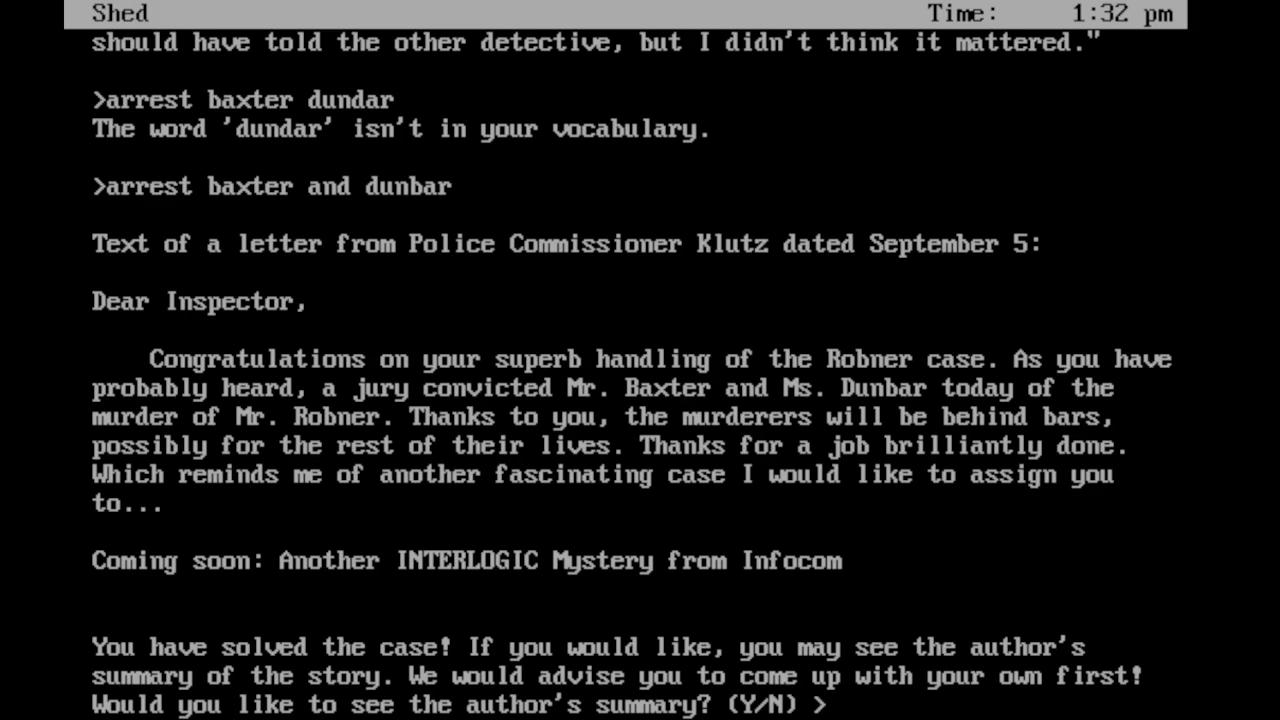 Shed Time: 1:32 pm
should have told the other detective, but I didn't think it mattered."
>arrest baxter dundar
The word 'dundar' isn't in your vocabulary.
>arrest baxter and dunbar
Text of a letter from Police Commissioner Klutz dated September 5:
Dear Inspector,
Congratulations on your superb handling of the Robner case. As you have
probably heard, a jury convicted Mr. Baxter and Ms. Dunbar today of the
murder of Mr. Robner. Thanks to you, the murderers will be behind bars,
possibly for the rest of their lives. Thanks for a job brilliantly done.
Which reminds me of another fascinating case I would like to assign you
to...
Coming soon: Another INTERLOGIC Mystery from Infocom
You have solved the case! If you would like, you may see the author's
summary of the story. We would advise you to come up with your own first!
Would you like to see the author's summary? (Y/N) >